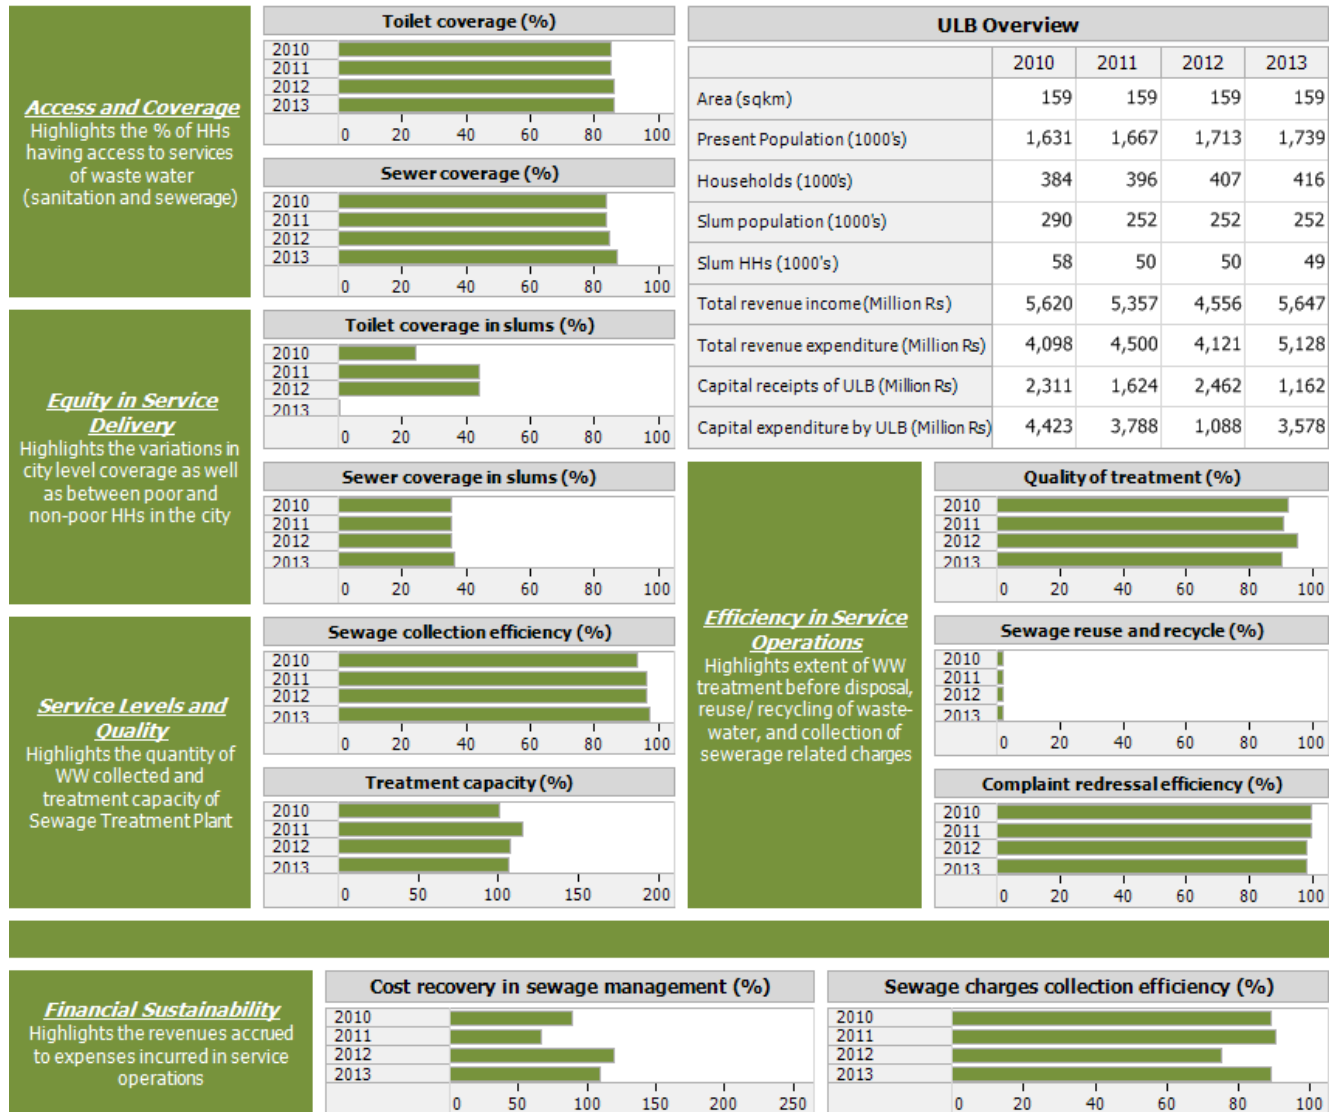 Access and Coverage
Highlights the % of HHs
having access to services
of waste water
(sanitation and sewerage)
Toilet coverage (%)
2010
2011
2012
2013
0 20 40 60 80 100
Sewer coverage (%)
2010
2011
2012
2013
0 20 40 60 80 100
ULB Overview
2010 2011 2012 2013
Area (sqkm) 159 159 159 159
Present Population (1000's) 1,631 1,667 1,713 1,739
Households (1000's) 384 396 407 416
Slum population (1000's) 290 252 252 252
Slum HHs (1000's) 58 50 50 49
Total revenue income (Million Rs) 5,620 5,357 4,556 5,647
Total revenue expenditure (Million Rs) 4,098 4,500 4,121 5,128
Capital receipts of ULB (Million Rs) 2,311 1,624 2,462 1,162
Capital expenditure by ULB (Million Rs) 4,423 3,788 1,088 3,578
Equity in Service
Delivery
Highlights the variations in
city level coverage as well
as between poor and
non-poor HHs in the city
Toilet coverage in slums (%)
2010
2011
2012
2013
0 20 40 60 80 100
Sewer coverage in slums (%)
2010
2011
2012
2013
0 20 40 60 80 100
Service Levels and
Quality
Highlights the quantity of
WW collected and
treatment capacity of
Sewage Treatment Plant
Sewage collection efficiency (%)
2010
2011
2012
2013
0 20 40 60 80 100
Treatment capacity (%)
2010
2011
2012
2013
0 50 100 150 200
Efficiency in Service
Operations
Highlights extent of WW
treatment before disposal,
reuse/ recycling of waste-
water, and collection of
sewerage related charges
Quality of treatment (%)
2010
2011
2012
2013
0 20 40 60 80 100
Sewage reuse and recycle (%)
2010
2011
2012
2013
0 20 40 60 80 100
Complaint redressal efficiency (%)
2010
2011
2012
2013
0 20 40 60 80 100
Financial Sustainability
Highlights the revenues accrued
to expenses incurred in service
operations
Cost recovery in sewage management (%)
2010
2011
2012
2013
0 50 100 150 200 250
Sewage charges collection efficiency (%)
2010
2011
2012
2013
0 20 40 60 80 100